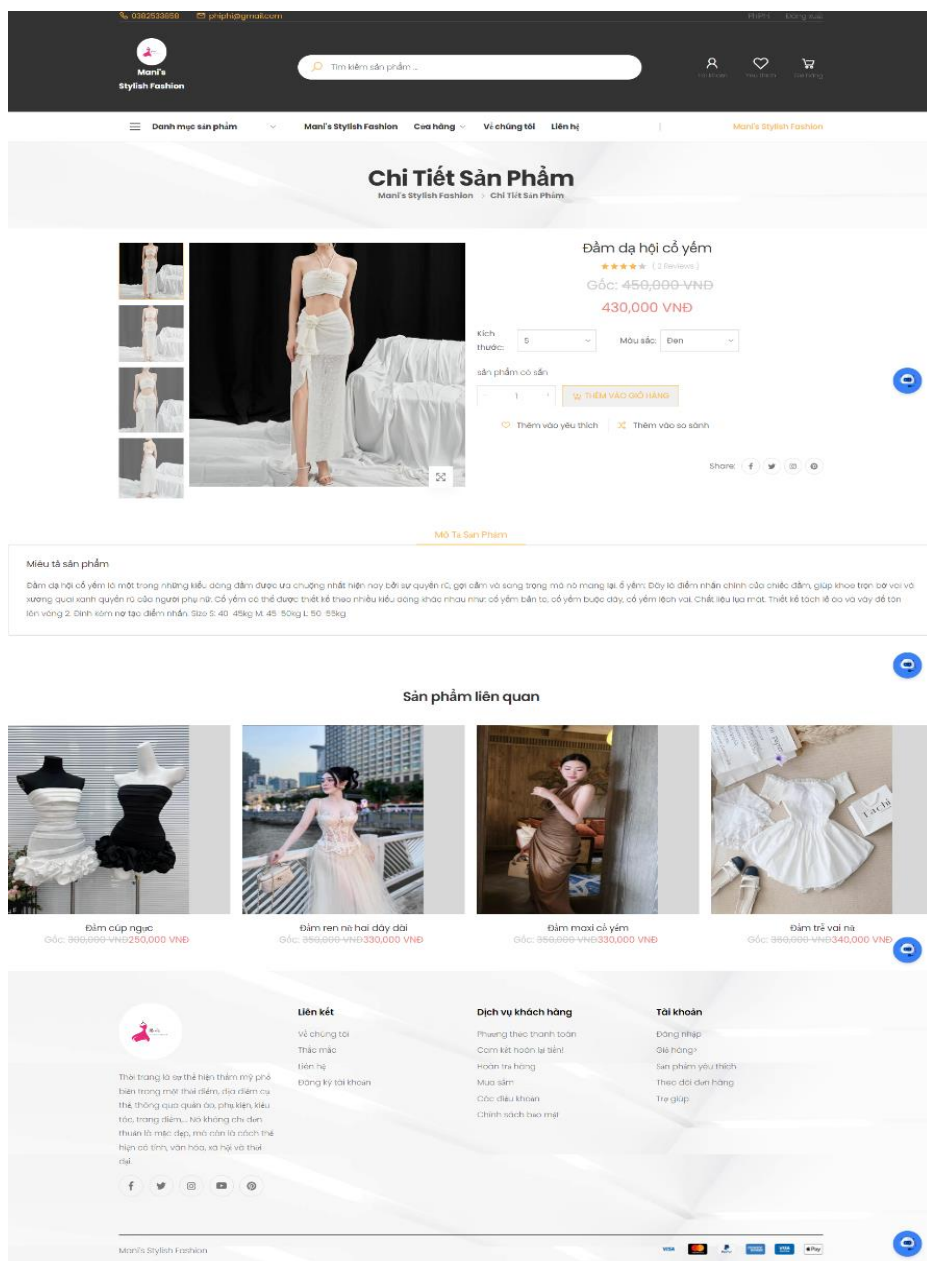 0382533858 phiphi@gmail.com PhiPhi Đăng xuất
Mani's
Stylish Fashion
Tìm kiếm sản phẩm ...
Tài khoản Yêu thích Giỏ hàng
Danh mục sản phẩm Mani's Stylish Fashion Cửa hàng Về chúng tôi Liên hệ | Mani's Stylish Fashion
Chi Tiết Sản Phẩm
Mani's Stylish Fashion > Chi Tiết Sản Phẩm
Đầm dạ hội cổ yếm
( 2 Reviews )
Gốc: 450,000 VNĐ
430,000 VNĐ
Kích
thước: S Màu sắc: Đen
sản phẩm có sẵn
- 1 + THÊM VÀO GIỎ HÀNG
Thêm vào yêu thích Thêm vào so sánh
Share:
Mô Tả Sản Phẩm
Miêu tả sản phẩm
Đầm dạ hội cổ yếm là một trong những kiểu dáng đầm được ưa chuộng nhất hiện nay bởi sự quyến rũ, gợi cảm và sang trọng mà nó mang lại. ổ yếm: Đây là điểm nhấn chính của chiếc đầm, giúp khoe trọn bờ vai và
xương quai xanh quyến rũ của người phụ nữ. Cổ yếm có thể được thiết kế theo nhiều kiểu dáng khác nhau như: cổ yếm bản to, cổ yếm buộc dây, cổ yếm lệch vai. Chất liệu lụa mát. Thiết kế tách lẻ áo và váy để tôn
lên vòng 2. Đính kèm nơ tạo điểm nhấn. Size S: 40-45kg M: 45-50kg L: 50-55kg
Sản phẩm liên quan
Đầm cúp ngực
Gốc: 300,000 VNĐ250,000 VNĐ
Đầm ren nè hai dây dài
Gốc: 350,000 VNĐ330,000 VNĐ
Đầm maxi cổ yếm
Gốc: 350,000 VNĐ330,000 VNĐ
Đầm trễ vai nữ
Gốc: 360,000 VNĐ340,000 VNĐ
Thời trang là sự thể hiện thẩm mỹ phổ
biến trong một thời điểm, địa điểm cụ
thể, thông qua quần áo, phụ kiện, kiểu
tóc, trang điểm,... Nó không chỉ đơn
thuần là mặc đẹp, mà còn là cách thể
hiện cá tính, văn hóa, xã hội và thời
đại.
Liên kết
Về chúng tôi
Thắc mắc
Liên hệ
Đăng ký tài khoản
Dịch vụ khách hàng
Phương thức thanh toán
Cam kết hoàn lại tiền!
Hoàn trả hàng
Mua sắm
Các điều khoản
Chính sách bảo mật
Tài khoản
Đăng nhập
Giỏ hàng>
Sản phẩm yêu thích
Theo dõi đơn hàng
Trợ giúp
Mani's Stylish Fashion
VISA VISA Pay